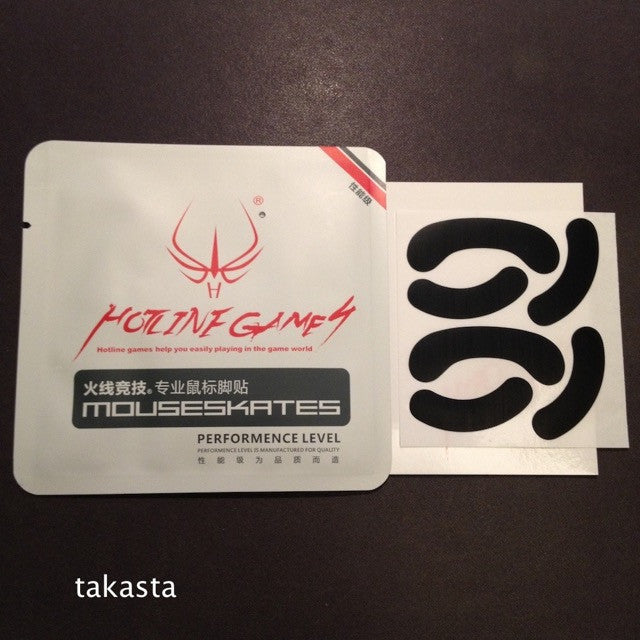 ®
性能级
H
HOTLINE GAMES
Hotline games help you easily playing in the game world
火线竞技®专业鼠标脚贴
MOUSESKATES
PERFORMENCE LEVEL
PERFORMENCE LEVEL IS MANUFACTURED FOR QUALITY
性能级为品质而造
takasta